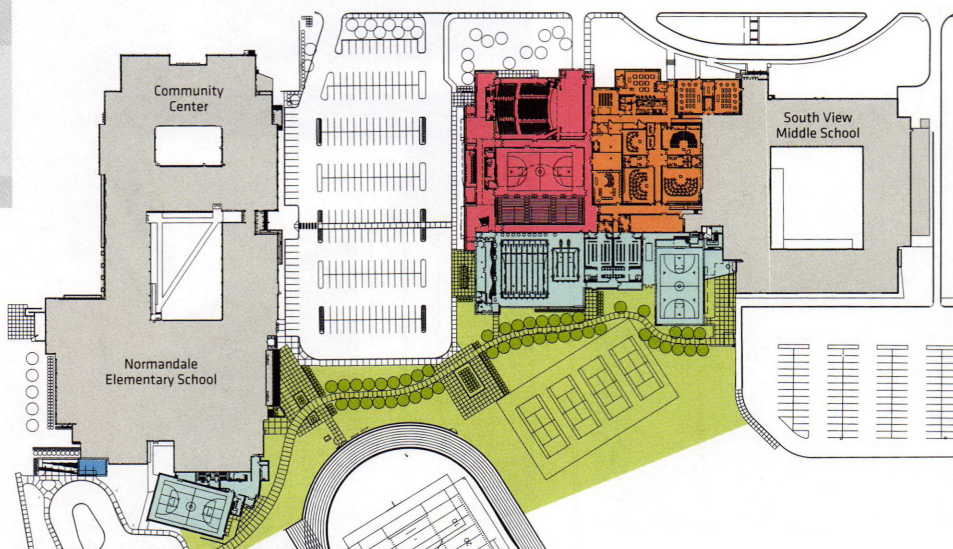 Community
Center
South View
Middle School
Normandale
Elementary School